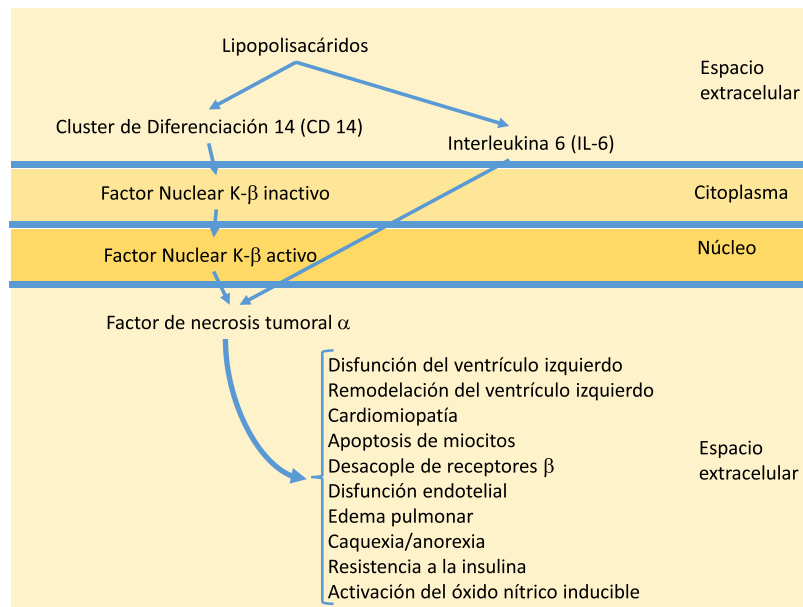 Lipopolisacáridos
Espacio
extracelular
Cluster de Diferenciación 14 (CD 14)
Interleukina 6 (IL-6)
Factor Nuclear K-β inactivo
Citoplasma
Factor Nuclear K-β activo
Núcleo
Factor de necrosis tumoral α
Disfunción del ventrículo izquierdo
Remodelación del ventrículo izquierdo
Cardiomiopatía
Apoptosis de miocitos
Desacople de receptores β
Disfunción endotelial
Edema pulmonar
Caquexia/anorexia
Resistencia a la insulina
Activación del óxido nítrico inducible
Espacio
extracelular